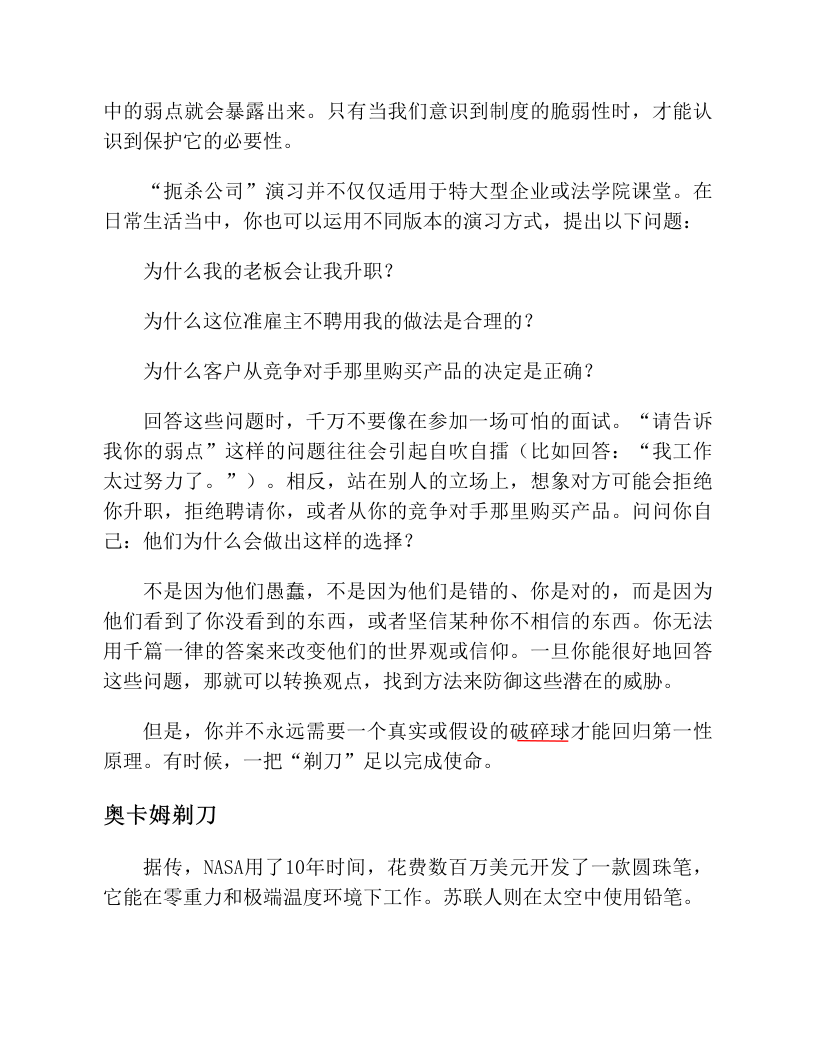 中的弱点就会暴露出来。只有当我们意识到制度的脆弱性时，才能认
识到保护它的必要性。
“扼杀公司”演习并不仅仅适用于特大型企业或法学院课堂。在
日常生活当中，你也可以运用不同版本的演习方式，提出以下问题：
为什么我的老板会让我升职？
为什么这位准雇主不聘用我的做法是合理的？
为什么客户从竞争对手那里购买产品的决定是正确？
回答这些问题时，千万不要像在参加一场可怕的面试。“请告诉
我你的弱点”这样的问题往往会引起自吹自擂（比如回答：“我工作
太过努力了。”）。相反，站在别人的立场上，想象对方可能会拒绝
你升职，拒绝聘请你，或者从你的竞争对手那里购买产品。问问你自
己：他们为什么会做出这样的选择？
不是因为他们愚蠢，不是因为他们是错的、你是对的，而是因为
他们看到了你没看到的东西，或者坚信某种你不相信的东西。你无法
用千篇一律的答案来改变他们的世界观或信仰。一旦你能很好地回答
这些问题，那就可以转换观点，找到方法来防御这些潜在的威胁。
但是，你并不永远需要一个真实或假设的破碎球才能回归第一性
原理。有时候，一把“剃刀”足以完成使命。
奥卡姆剃刀
据传，NASA用了10年时间，花费数百万美元开发了一款圆珠笔，
它能在零重力和极端温度环境下工作。苏联人则在太空中使用铅笔。